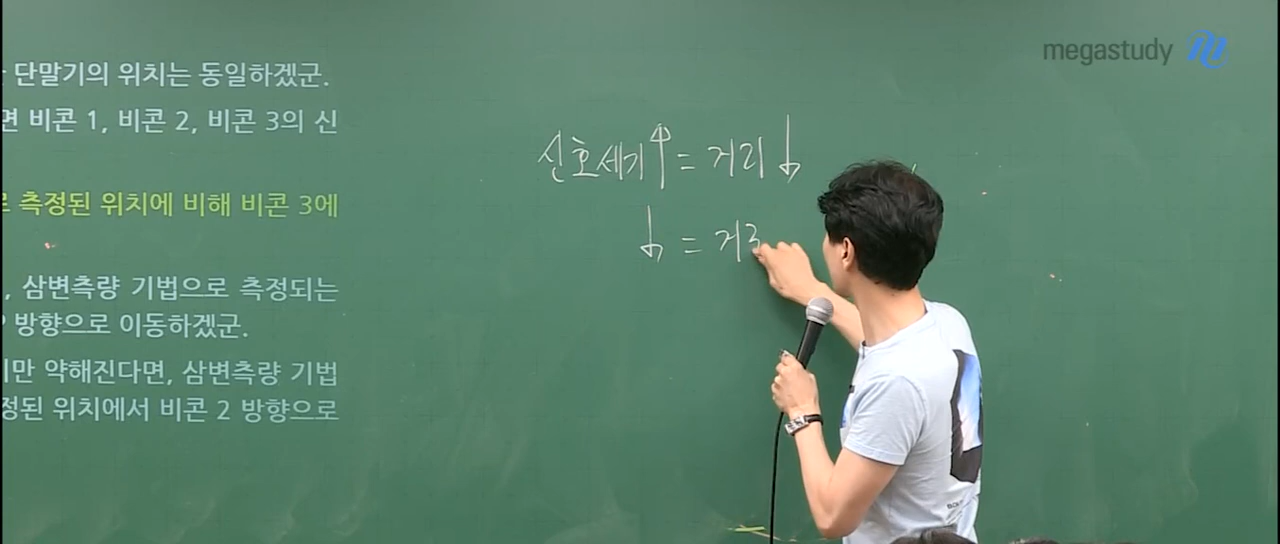 megastudy
단말기의 위치는 동일하겠군.
면 비콘 1, 비콘 2, 비콘 3의 신
로 측정된 위치에 비해 비콘 3에
, 삼변측량 기법으로 측정되는
방향으로 이동하겠군.
만 약해진다면, 삼변측량 기법
정된 위치에서 비콘 2 방향으로
신호세기↑ = 거리↓
↓ = 거리